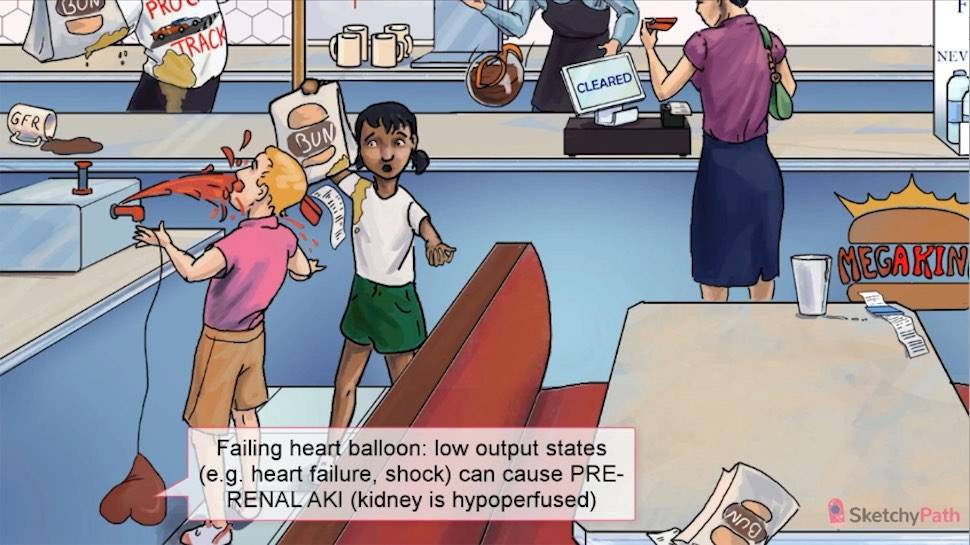 BUN
PRO C
TRACK
F
NEV
CLEARED
GFR
BUN
MEGAKIN
Failing heart balloon: low output states
(e.g. heart failure, shock) can cause PRE-
RENAL AKI (kidney is hypoperfused)
BUN
SketchyPath